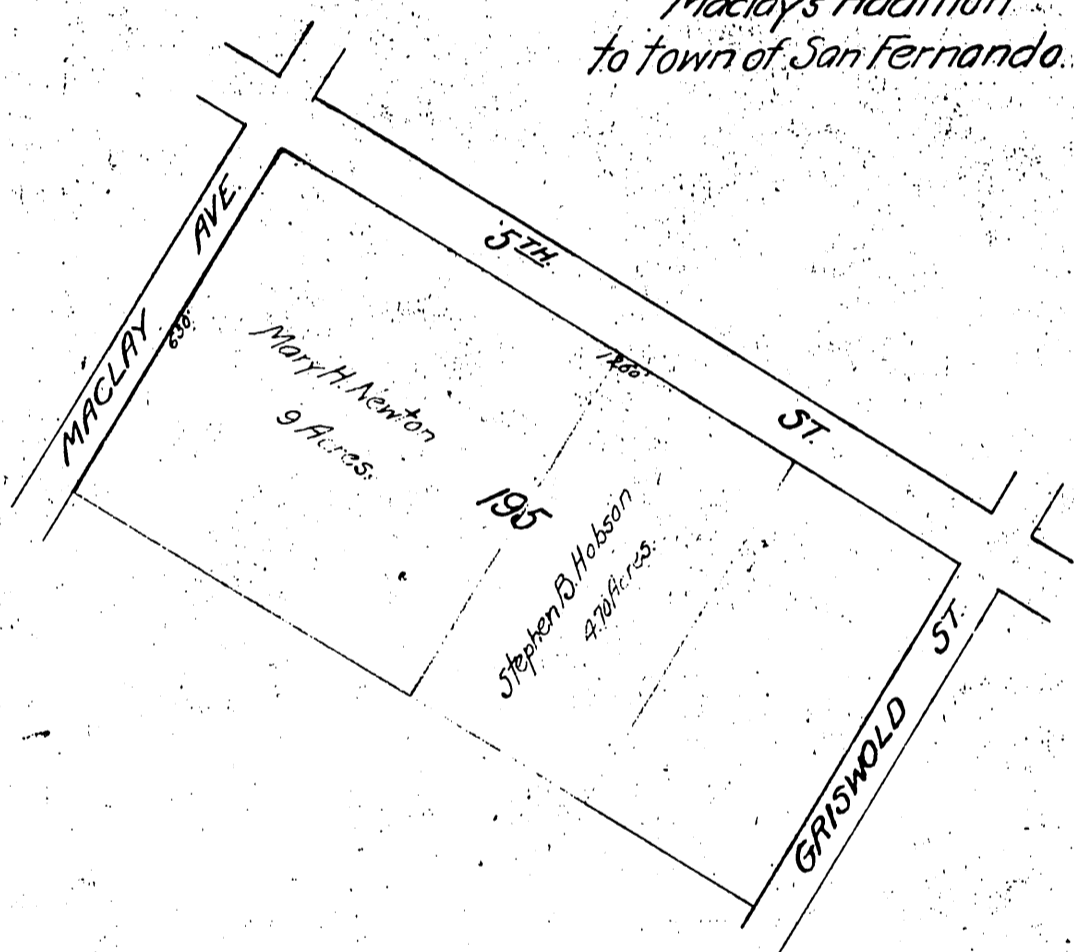 Maclay's Addition
to town of San Fernando.
MACLAY AVE.
630'
5TH. ST.
1260'
Mary H. Newton
9 Acres.
195
Stephen B. Hobson
4.70 Acres.
GRISWOLD ST.